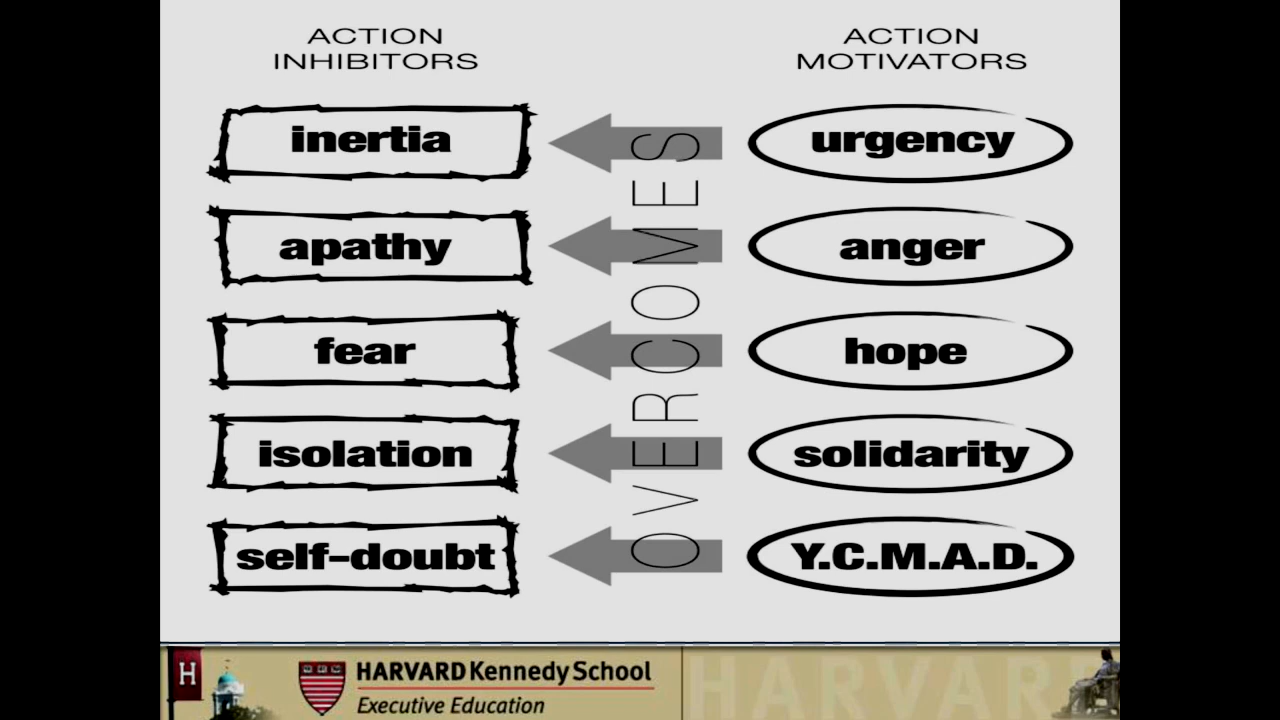 ACTION
INHIBITORS
ACTION
MOTIVATORS
inertia
urgency
apathy
anger
fear
hope
isolation
solidarity
self-doubt
Y.C.M.A.D.
OVERCOMES
H
HARVARD Kennedy School
Executive Education
HARVAR